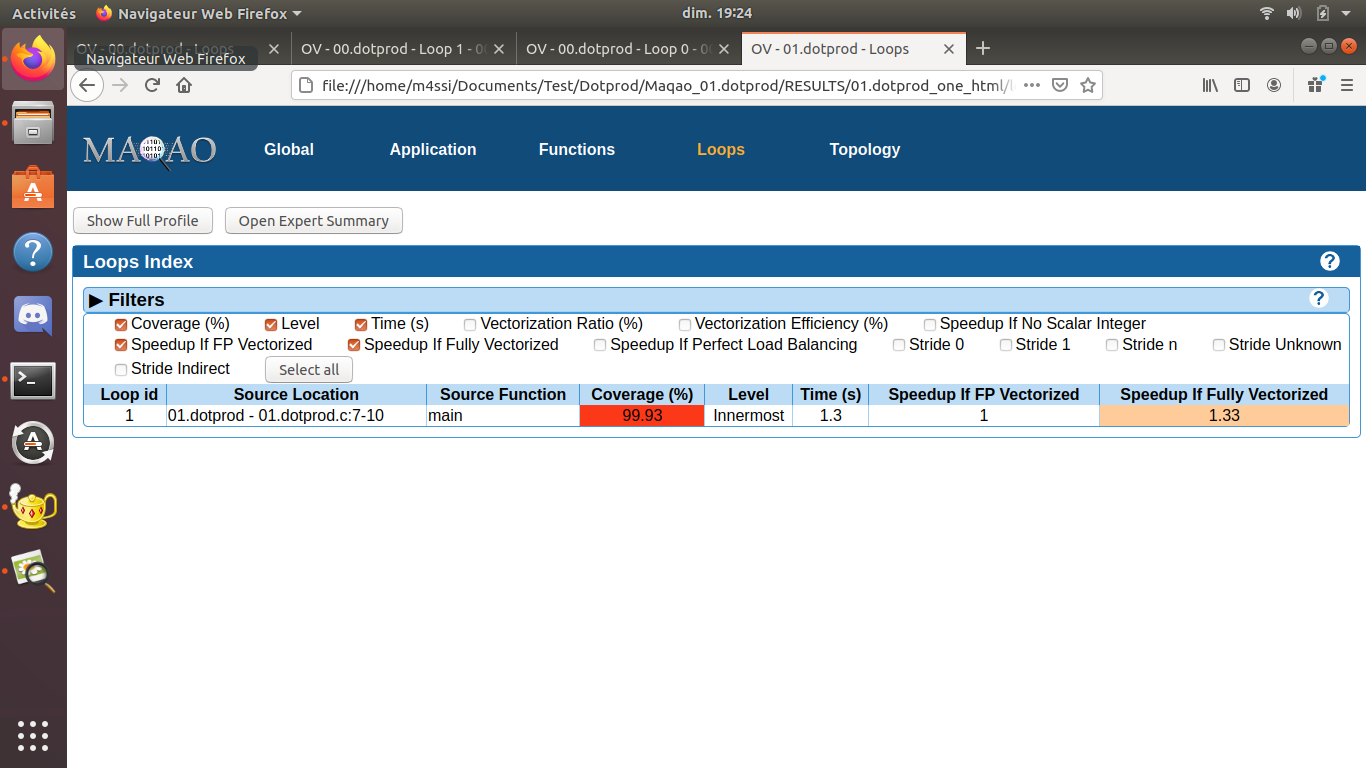 Activités Navigateur Web Firefox dim. 19:24
OV - 00.dotprod - Loops OV - 00.dotprod - Loop 1 - 0 OV - 00.dotprod - Loop 0 - 0 OV - 01.dotprod - Loops
Navigateur Web Firefox
file:///home/m4ssi/Documents/Test/Dotprod/Maqao_01.dotprod/RESULTS/01.dotprod_one_html/
MAQAO Global Application Functions Loops Topology
Show Full Profile Open Expert Summary
Loops Index ?
▶ Filters ?
Coverage (%) Level Time (s) Vectorization Ratio (%) Vectorization Efficiency (%) Speedup If No Scalar Integer
Speedup If FP Vectorized Speedup If Fully Vectorized Speedup If Perfect Load Balancing Stride 0 Stride 1 Stride n Stride Unknown
Stride Indirect Select all
Loop id Source Location Source Function Coverage (%) Level Time (s) Speedup If FP Vectorized Speedup If Fully Vectorized
1 01.dotprod - 01.dotprod.c:7-10 main 99.93 Innermost 1.3 1 1.33